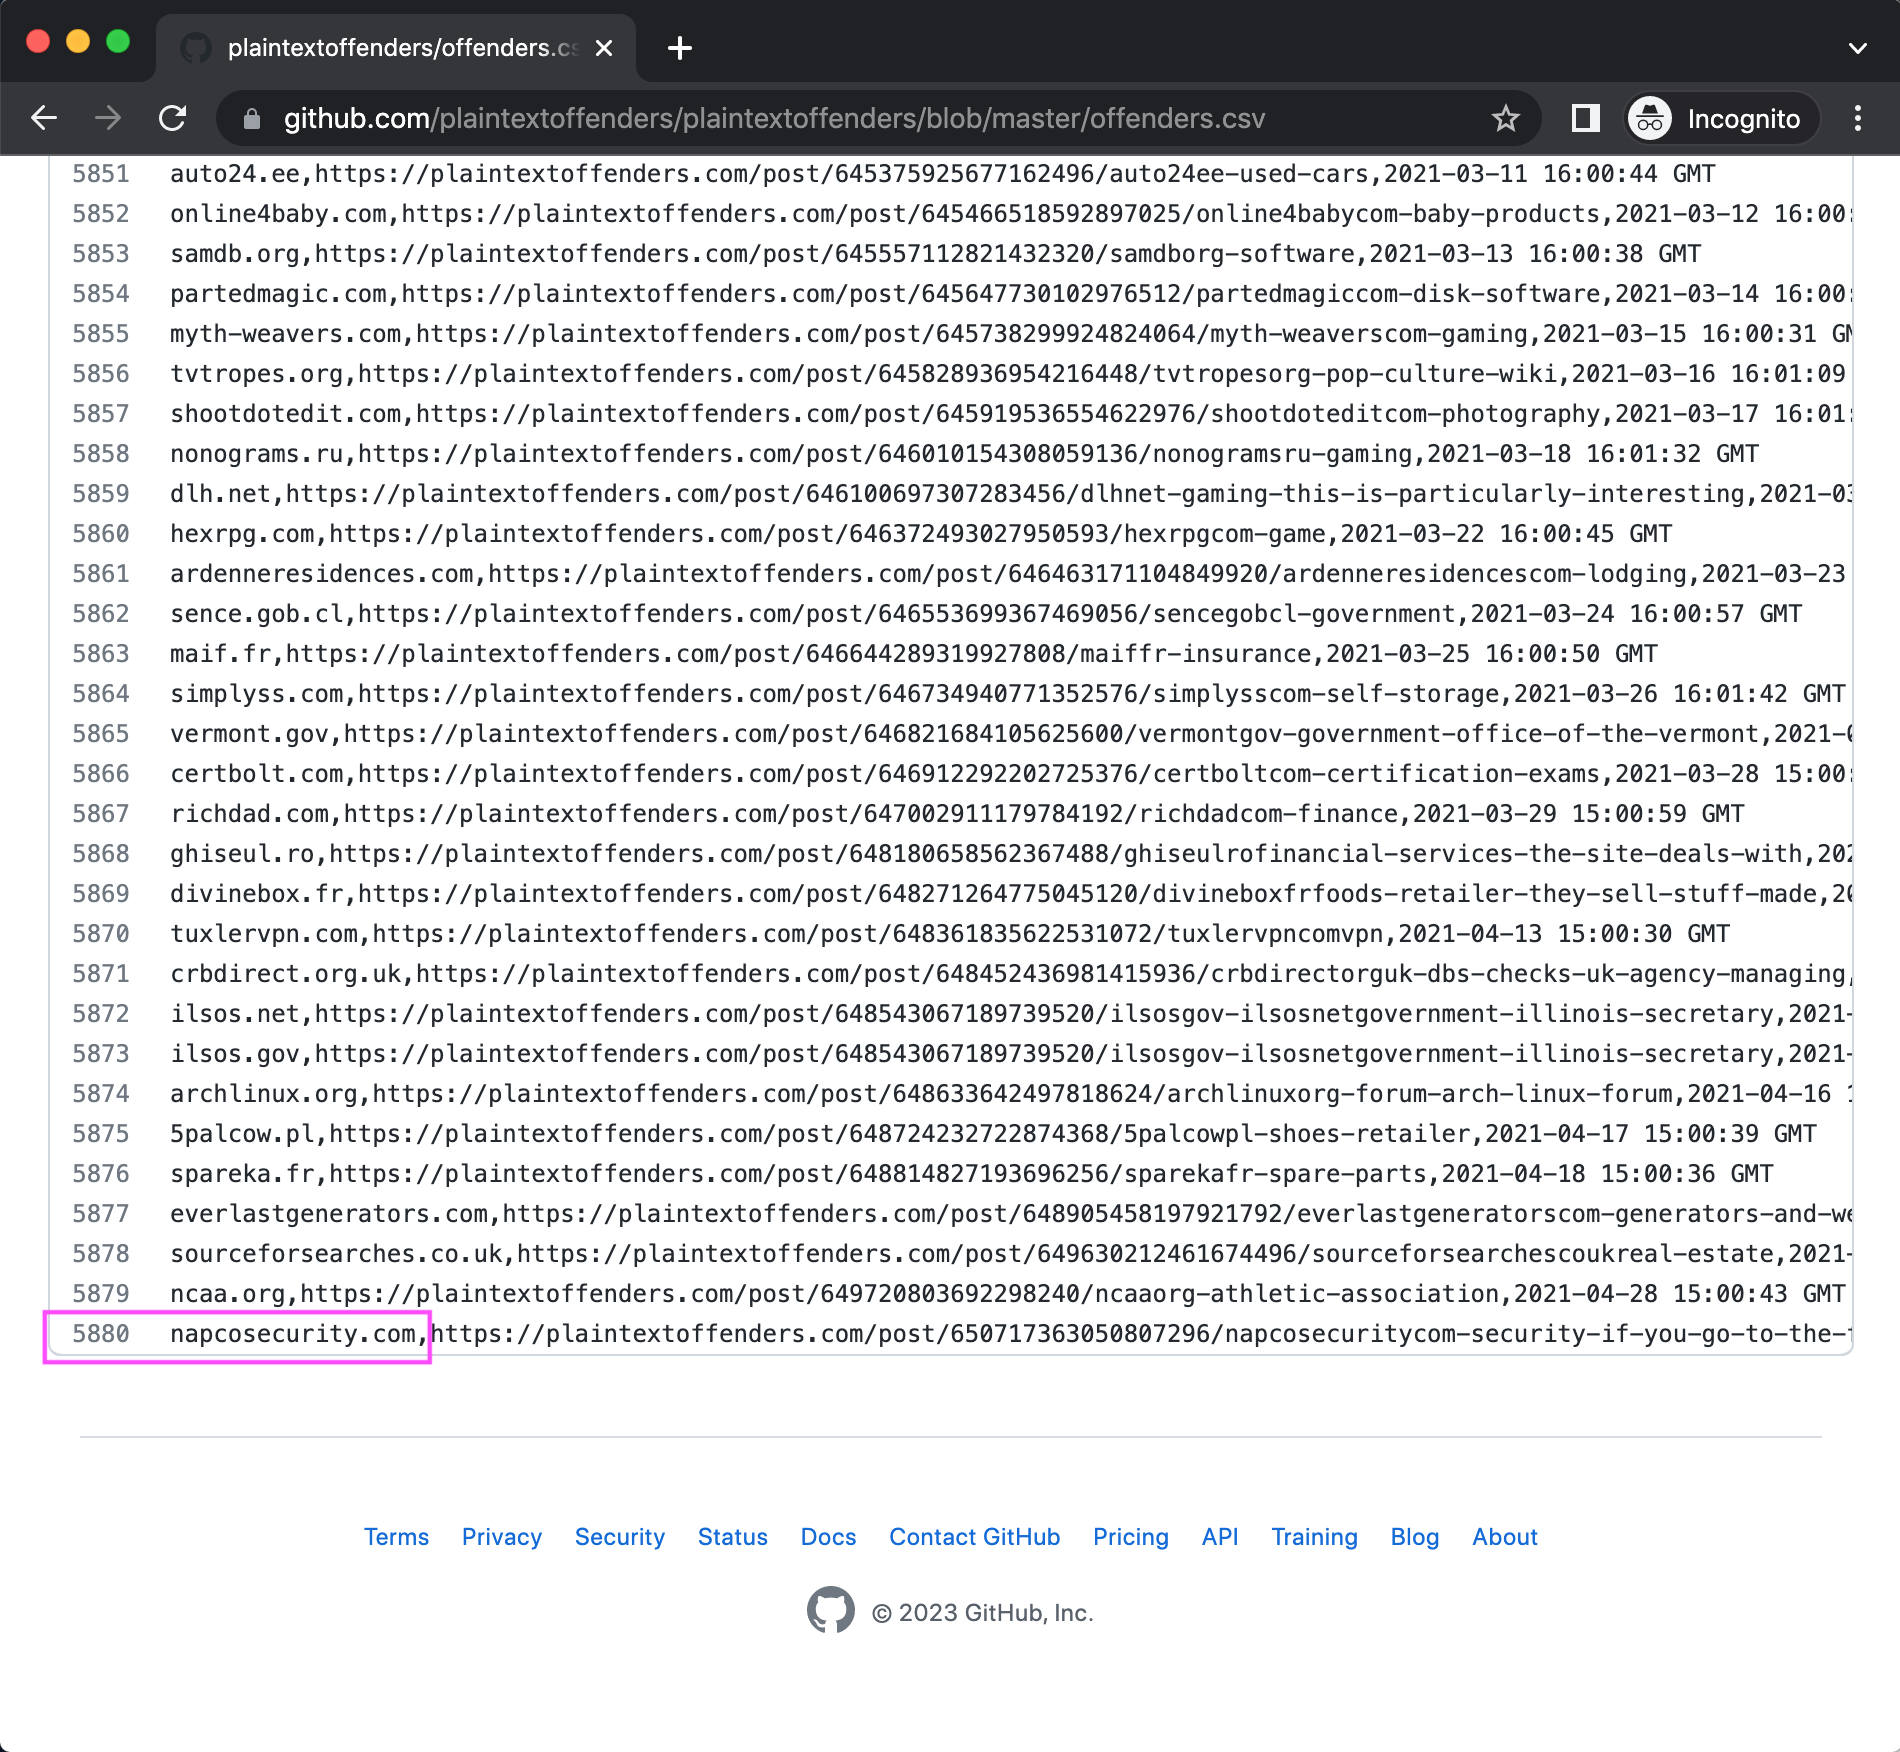 plaintextoffenders/offenders.cs
github.com/plaintextoffenders/plaintextoffenders/blob/master/offenders.csv
Incognito
5851 auto24.ee,https://plaintextoffenders.com/post/645375925677162496/auto24ee-used-cars,2021-03-11 16:00:44 GMT
5852 online4baby.com,https://plaintextoffenders.com/post/645466518592897025/online4babycom-baby-products,2021-03-12 16:00:
5853 samdb.org,https://plaintextoffenders.com/post/645557112821432320/samdborg-software,2021-03-13 16:00:38 GMT
5854 partedmagic.com,https://plaintextoffenders.com/post/645647730102976512/partedmagiccom-disk-software,2021-03-14 16:00:
5855 myth-weavers.com,https://plaintextoffenders.com/post/645738299924824064/myth-weaverscom-gaming,2021-03-15 16:00:31 GM
5856 tvtropes.org,https://plaintextoffenders.com/post/645828936954216448/tvtropesorg-pop-culture-wiki,2021-03-16 16:01:09
5857 shootdotedit.com,https://plaintextoffenders.com/post/645919536554622976/shootdoteditcom-photography,2021-03-17 16:01:
5858 nonograms.ru,https://plaintextoffenders.com/post/646010154308059136/nonogramsru-gaming,2021-03-18 16:01:32 GMT
5859 dlh.net,https://plaintextoffenders.com/post/646100697307283456/dlhnet-gaming-this-is-particularly-interesting,2021-03
5860 hexrpg.com,https://plaintextoffenders.com/post/646372493027950593/hexrpgcom-game,2021-03-22 16:00:45 GMT
5861 ardenneresidences.com,https://plaintextoffenders.com/post/646463171104849920/ardenneresidencescom-lodging,2021-03-23
5862 sence.gob.cl,https://plaintextoffenders.com/post/646553699367469056/sencegobcl-government,2021-03-24 16:00:57 GMT
5863 maif.fr,https://plaintextoffenders.com/post/646644289319927808/maiffr-insurance,2021-03-25 16:00:50 GMT
5864 simplyss.com,https://plaintextoffenders.com/post/646734940771352576/simplysscom-self-storage,2021-03-26 16:01:42 GMT
5865 vermont.gov,https://plaintextoffenders.com/post/646821684105625600/vermontgov-government-office-of-the-vermont,2021-0
5866 certbolt.com,https://plaintextoffenders.com/post/646912292202725376/certboltcom-certification-exams,2021-03-28 15:00:
5867 richdad.com,https://plaintextoffenders.com/post/647002911179784192/richdadcom-finance,2021-03-29 15:00:59 GMT
5868 ghiseul.ro,https://plaintextoffenders.com/post/648180658562367488/ghiseulrofinancial-services-the-site-deals-with,202
5869 divinebox.fr,https://plaintextoffenders.com/post/648271264775045120/divineboxfrfoods-retailer-they-sell-stuff-made,20
5870 tuxlervpn.com,https://plaintextoffenders.com/post/648361835622531072/tuxlervpncomvpn,2021-04-13 15:00:30 GMT
5871 crbdirect.org.uk,https://plaintextoffenders.com/post/648452436981415936/crbdirectorguk-dbs-checks-uk-agency-managing,
5872 ilsos.net,https://plaintextoffenders.com/post/648543067189739520/ilsosgov-ilsosnetgovernment-illinois-secretary,2021-
5873 ilsos.gov,https://plaintextoffenders.com/post/648543067189739520/ilsosgov-ilsosnetgovernment-illinois-secretary,2021-
5874 archlinux.org,https://plaintextoffenders.com/post/648633642497818624/archlinuxorg-forum-arch-linux-forum,2021-04-16 1
5875 5palcow.pl,https://plaintextoffenders.com/post/648724232722874368/5palcowpl-shoes-retailer,2021-04-17 15:00:39 GMT
5876 spareka.fr,https://plaintextoffenders.com/post/648814827193696256/sparekafr-spare-parts,2021-04-18 15:00:36 GMT
5877 everlastgenerators.com,https://plaintextoffenders.com/post/648905458197921792/everlastgeneratorscom-generators-and-we
5878 sourceforsearches.co.uk,https://plaintextoffenders.com/post/649630212461674496/sourceforsearchescoukreal-estate,2021-
5879 ncaa.org,https://plaintextoffenders.com/post/649720803692298240/ncaaorg-athletic-association,2021-04-28 15:00:43 GMT
5880 napcosecurity.com,https://plaintextoffenders.com/post/650717363050807296/napcosecuritycom-security-if-you-go-to-the-
Terms Privacy Security Status Docs Contact GitHub Pricing API Training Blog About
© 2023 GitHub, Inc.